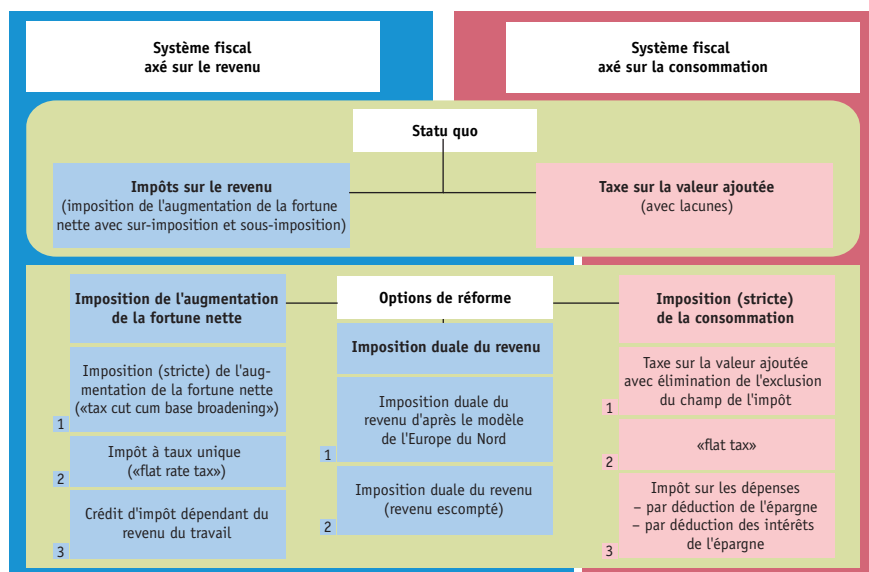 Système fiscal
axé sur le revenu
Système fiscal
axé sur la consommation
Statu quo
Impôts sur le revenu
(imposition de l'augmentation de la fortune
nette avec sur-imposition et sous-imposition)
Taxe sur la valeur ajoutée
(avec lacunes)
Imposition de l'augmentation
de la fortune nette
Imposition (stricte) de l'aug-
mentation de la fortune nette
(«tax cut cum base broadening»)
1
Impôt à taux unique
(«flat rate tax»)
2
Crédit d'impôt dépendant du
revenu du travail
3
Options de réforme
Imposition duale du revenu
Imposition duale du
revenu d'après le modèle
de l'Europe du Nord
1
Imposition duale du revenu
(revenu escompté)
2
Imposition (stricte)
de la consommation
Taxe sur la valeur ajoutée
avec élimination de l'exclusion
du champ de l'impôt
1
«flat tax»
2
Impôt sur les dépenses
– par déduction de l'épargne
– par déduction des intérêts
de l'épargne
3